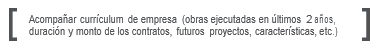 Acompañar currículum de empresa (obras ejecutadas en últimos 2 años,
duración y monto de los contratos, futuros proyectos, características, etc.)